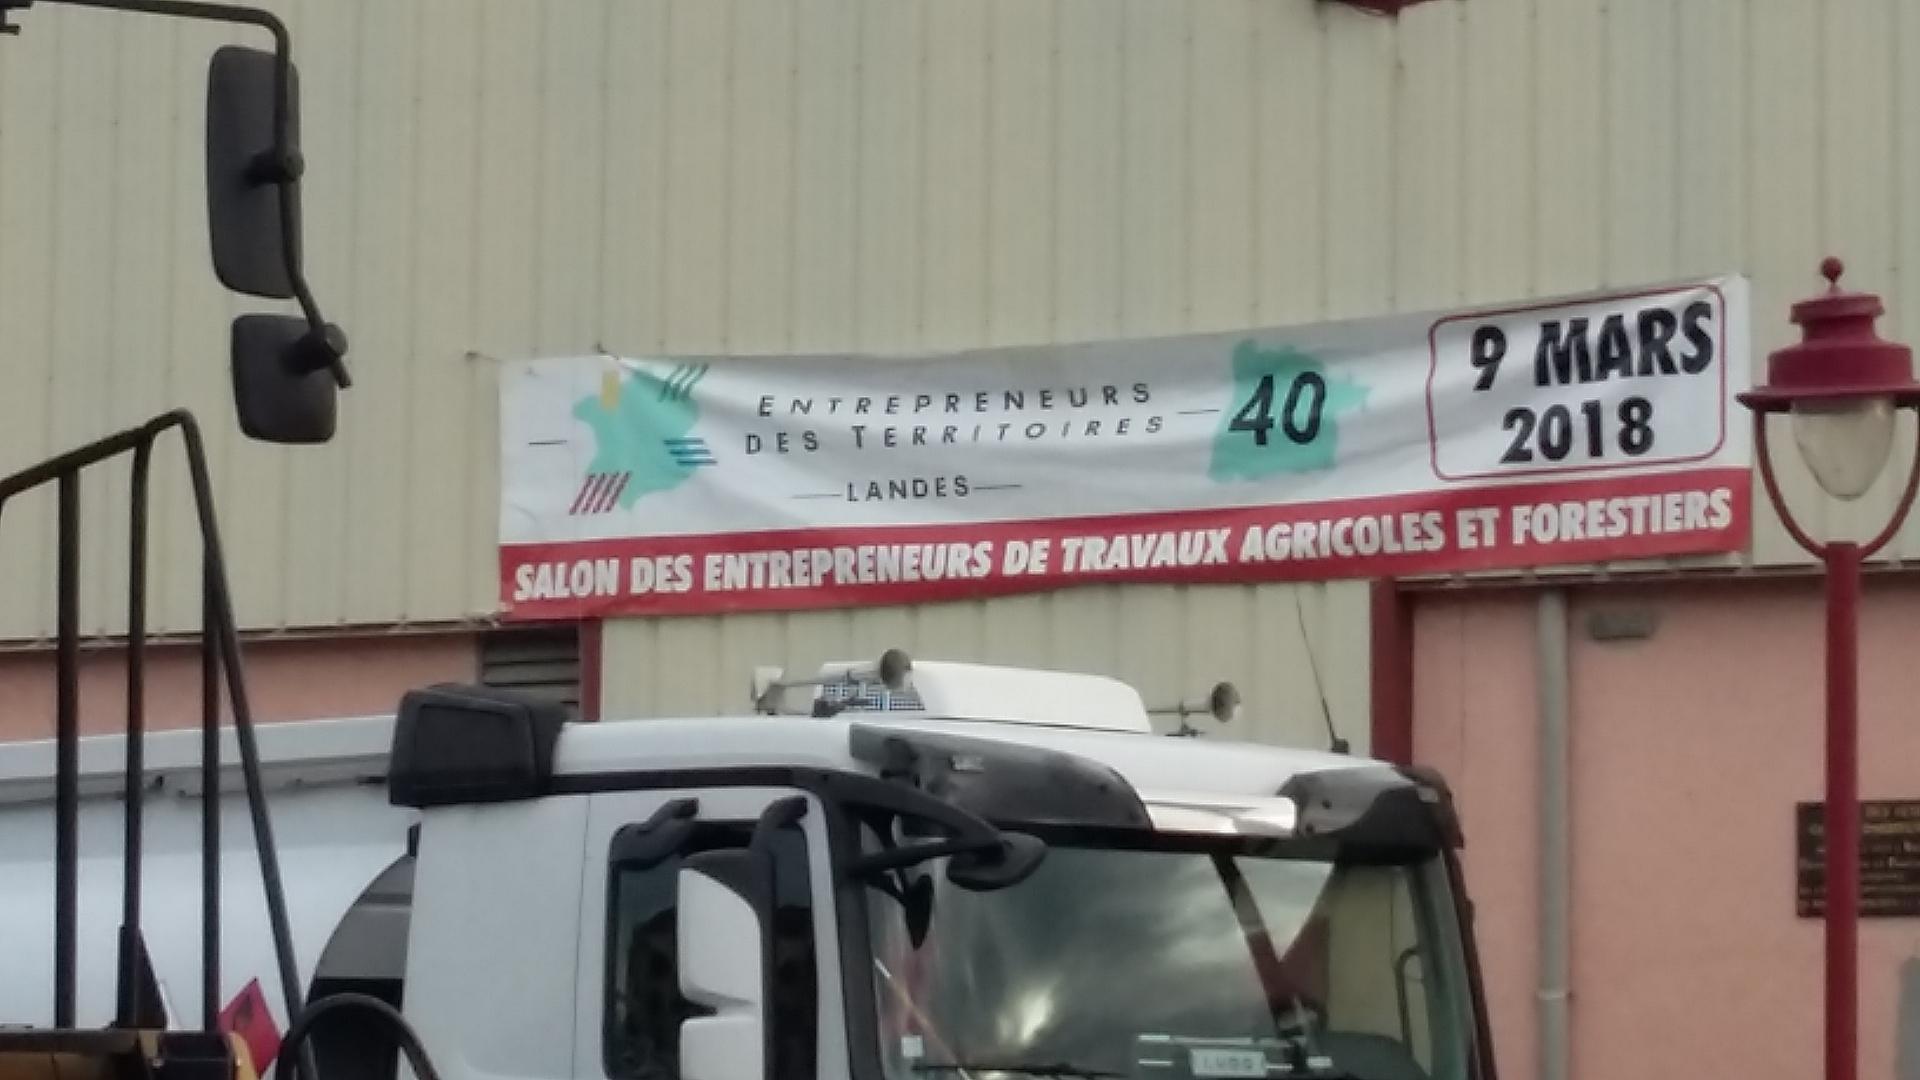 ENTREPRENEURS
DES TERRITOIRES
LANDES
40
9 MARS
2018
SALON DES ENTREPRENEURS DE TRAVAUX AGRICOLES ET FORESTIERS